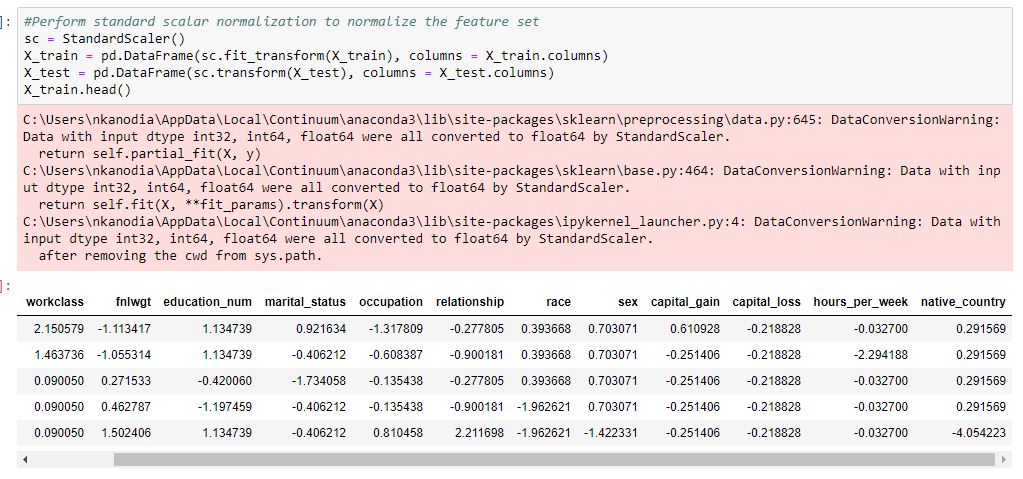 ]: #Perform standard scalar normalization to normalize the feature set
sc = StandardScaler()
X_train = pd.DataFrame(sc.fit_transform(X_train), columns = X_train.columns)
X_test = pd.DataFrame(sc.transform(X_test), columns = X_test.columns)
X_train.head()
C:\Users\nkanodia\AppData\Local\Continuum\anaconda3\lib\site-packages\sklearn\preprocessing\data.py:645: DataConversionWarning:
Data with input dtype int32, int64, float64 were all converted to float64 by StandardScaler.
return self.partial_fit(X, y)
C:\Users\nkanodia\AppData\Local\Continuum\anaconda3\lib\site-packages\sklearn\base.py:464: DataConversionWarning: Data with inp
ut dtype int32, int64, float64 were all converted to float64 by StandardScaler.
return self.fit(X, **fit_params).transform(X)
C:\Users\nkanodia\AppData\Local\Continuum\anaconda3\lib\site-packages\ipykernel_launcher.py:4: DataConversionWarning: Data with
input dtype int32, int64, float64 were all converted to float64 by StandardScaler.
after removing the cwd from sys.path.
]:
workclass fnlwgt education_num marital_status occupation relationship race sex capital_gain capital_loss hours_per_week native_country
2.150579 -1.113417 1.134739 0.921634 -1.317809 -0.277805 0.393668 0.703071 0.610928 -0.218828 -0.032700 0.291569
1.463736 -1.055314 1.134739 -0.406212 -0.608387 -0.900181 0.393668 0.703071 -0.251406 -0.218828 -2.294188 0.291569
0.090050 0.271533 -0.420060 -1.734058 -0.135438 -0.277805 0.393668 0.703071 -0.251406 -0.218828 -0.032700 0.291569
0.090050 0.462787 -1.197459 -0.406212 -0.135438 -0.900181 -1.962621 0.703071 -0.251406 -0.218828 -0.032700 0.291569
0.090050 1.502406 1.134739 -0.406212 0.810458 2.211698 -1.962621 -1.422331 -0.251406 -0.218828 -0.032700 -4.054223